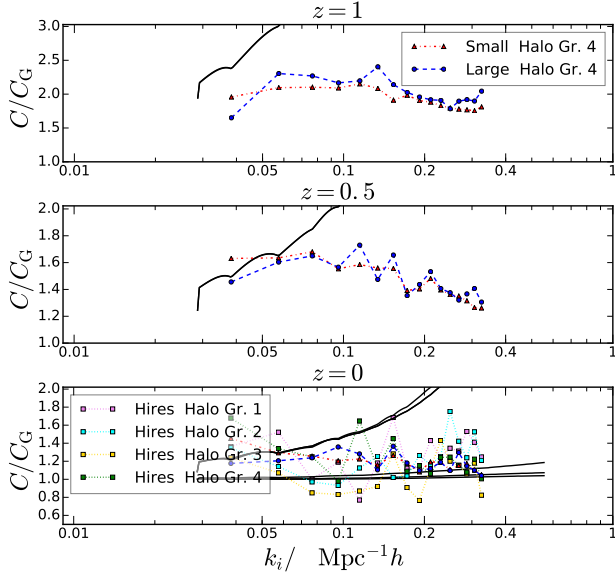 z = 1
C/C_G
3.0
2.5
2.0
1.5
1.0
Small Halo Gr. 4
Large Halo Gr. 4
0.01 0.05 0.1 0.2 0.4 1
z = 0.5
C/C_G
2.0
1.8
1.6
1.4
1.2
1.0
0.01 0.05 0.1 0.2 0.4 1
z = 0
C/C_G
2.0
1.8
1.6
1.4
1.2
1.0
0.8
0.6
Hires Halo Gr. 1
Hires Halo Gr. 2
Hires Halo Gr. 3
Hires Halo Gr. 4
0.01 0.05 0.1 0.2 0.4 1
k_i/ Mpc⁻¹h